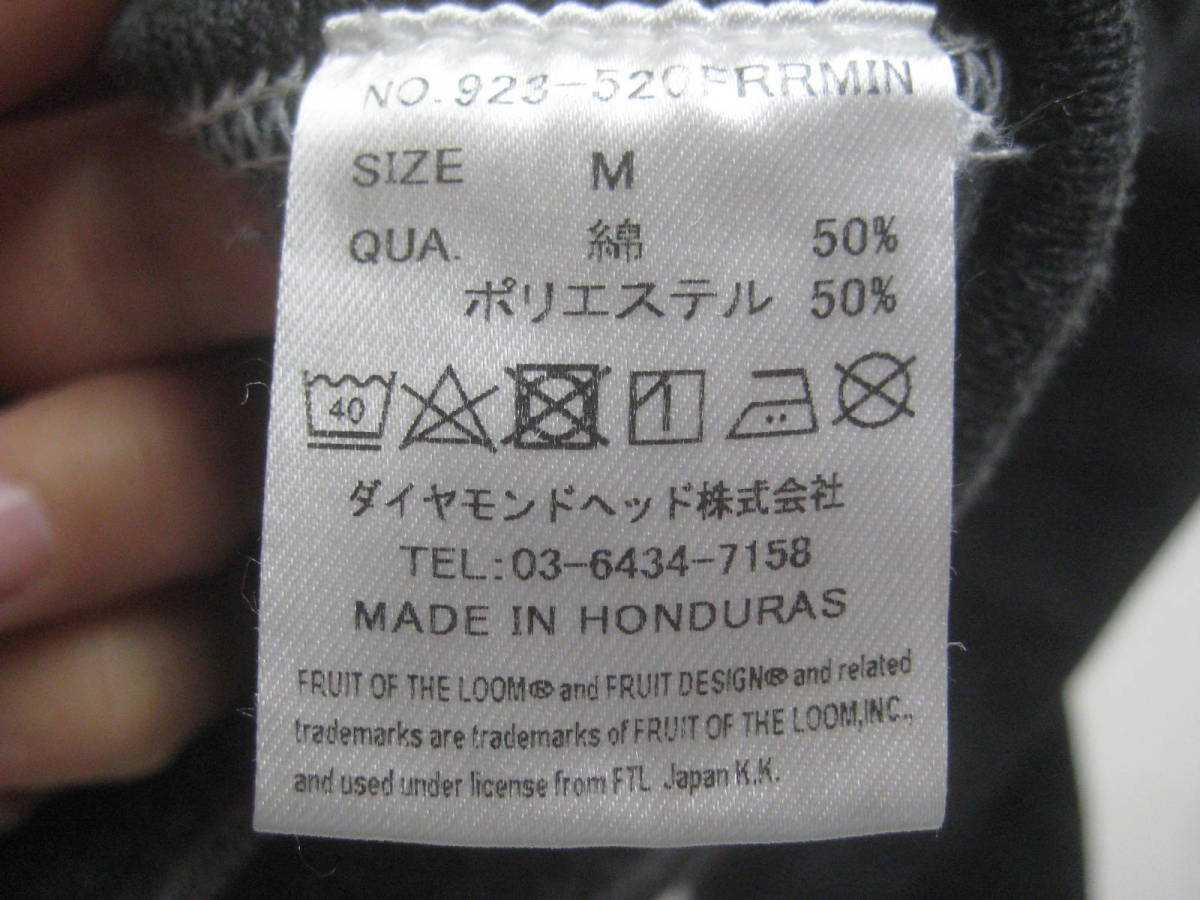 NO.923-520FRRMIN
SIZE M
QUA. 綿 50%
ポリエステル 50%
40
ダイヤモンドヘッド株式会社
TEL:03-6434-7158
MADE IN HONDURAS
FRUIT OF THE LOOM® and FRUIT DESIGN® and related
trademarks are trademarks of FRUIT OF THE LOOM,INC.,
and used under license from FTL Japan K.K.